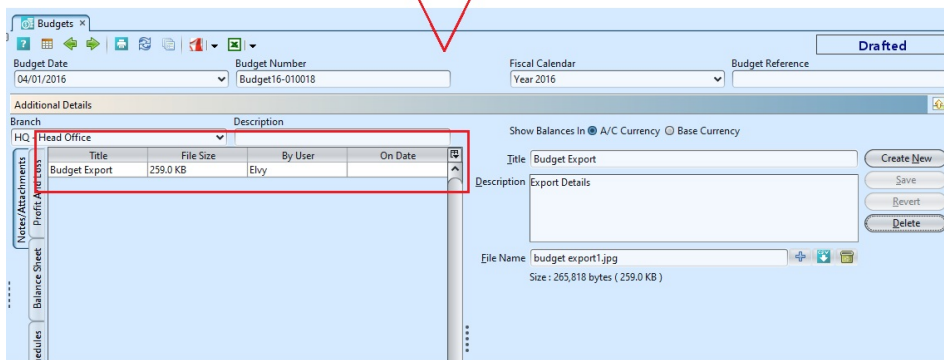 Budgets
Drafted
Budget Date
Budget Number
Fiscal Calendar
Budget Reference
04/01/2016
Budget16-010018
Year 2016
Additional Details
Branch
Description
HQ - Head Office
Show Balances In A/C Currency Base Currency
Title File Size By User On Date
Budget Export 259.0 KB Elvy
Notes/Attachments
Profit And Loss
Balance Sheet
Title Budget Export
Create New
Description Export Details
Save
Revert
Delete
File Name budget export1.jpg
Size : 265,818 bytes ( 259.0 KB )